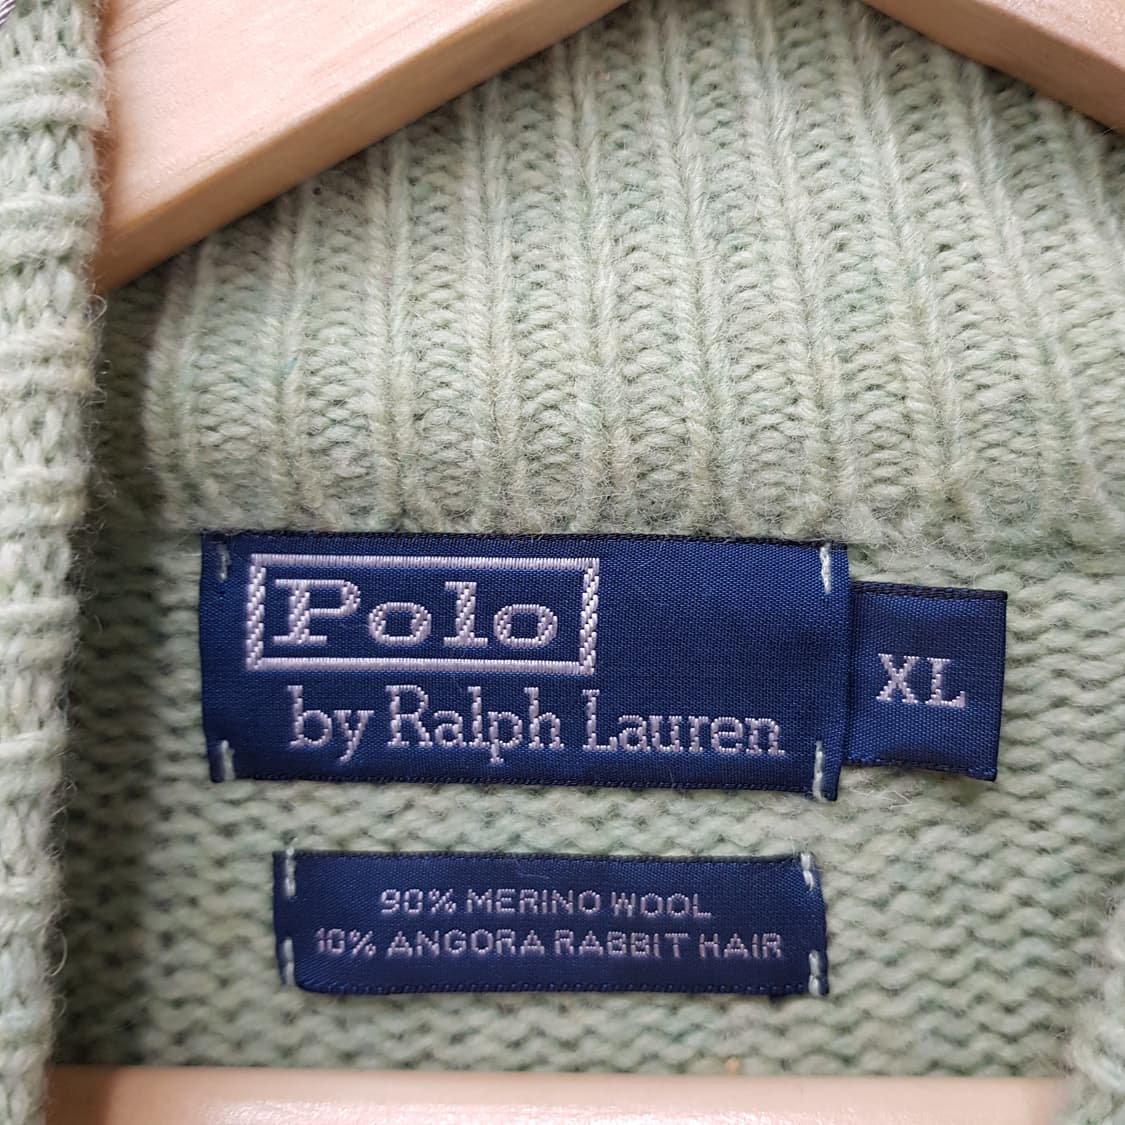 Polo
by Ralph Lauren
XL
90% MERINO WOOL
10% ANGORA RABBIT HAIR